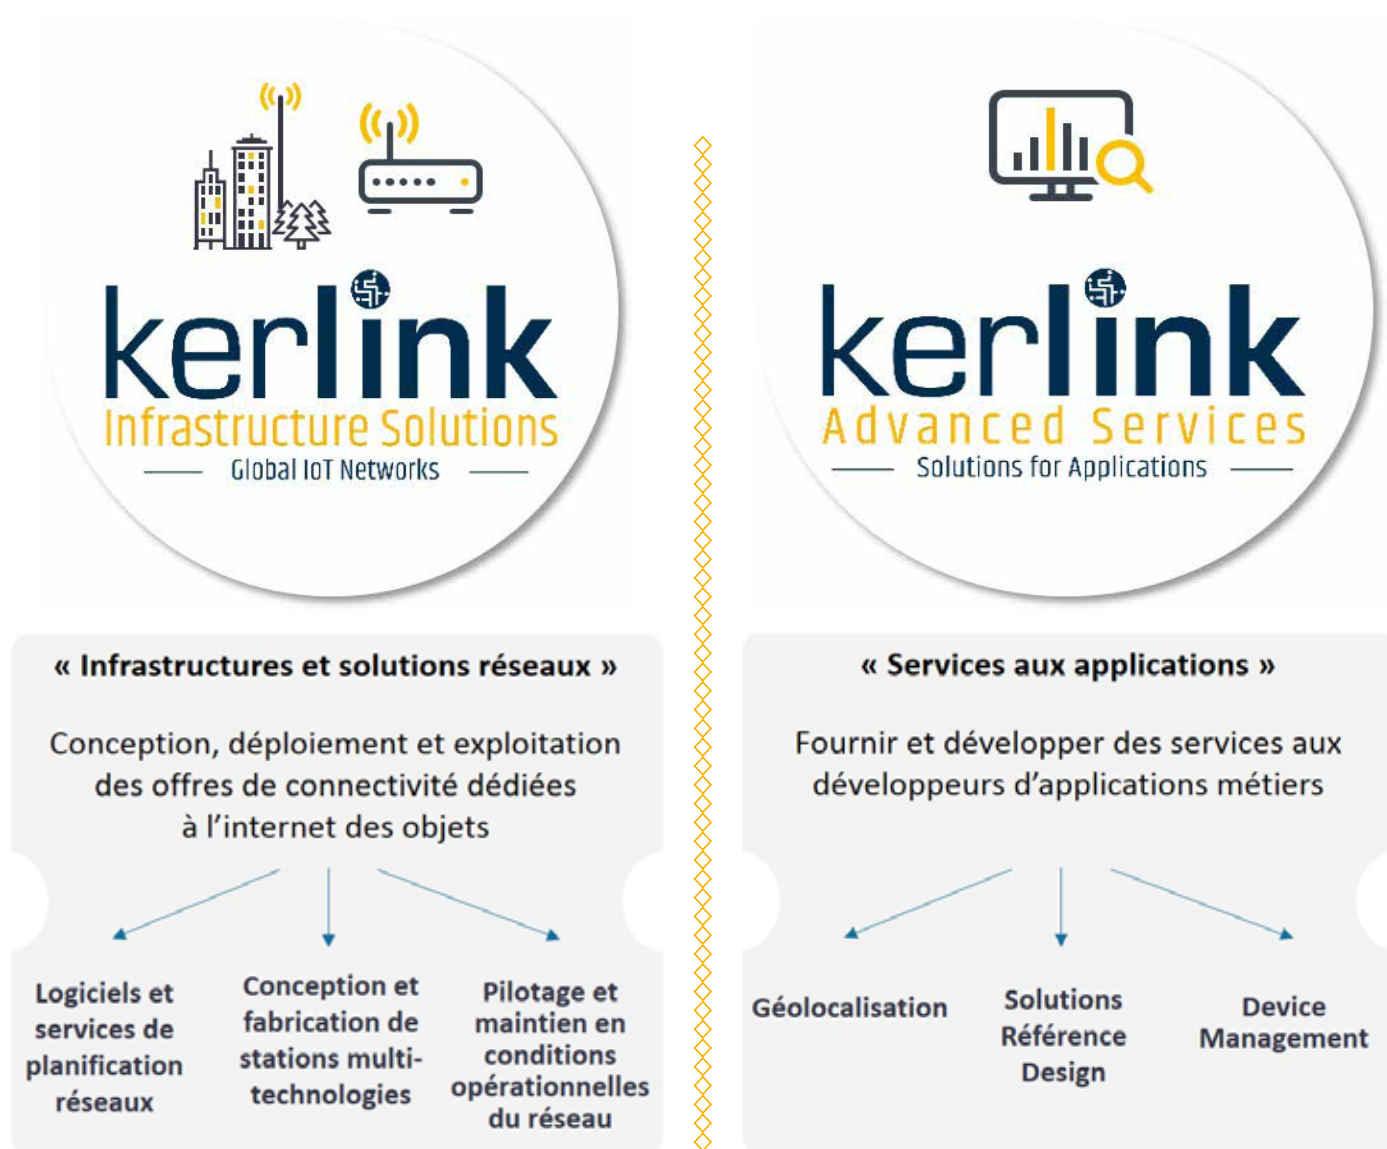 kerlink
Infrastructure Solutions
Global IoT Networks
« Infrastructures et solutions réseaux »
Conception, déploiement et exploitation
des offres de connectivité dédiées
à l’internet des objets
Logiciels et
services de
planification
réseaux
Conception et
fabrication de
stations multi-
technologies
Pilotage et
maintien en
conditions
opérationnelles
du réseau
kerlink
Advanced Services
Solutions for Applications
« Services aux applications »
Fournir et développer des services aux
développeurs d’applications métiers
Géolocalisation
Solutions
Référence
Design
Device
Management